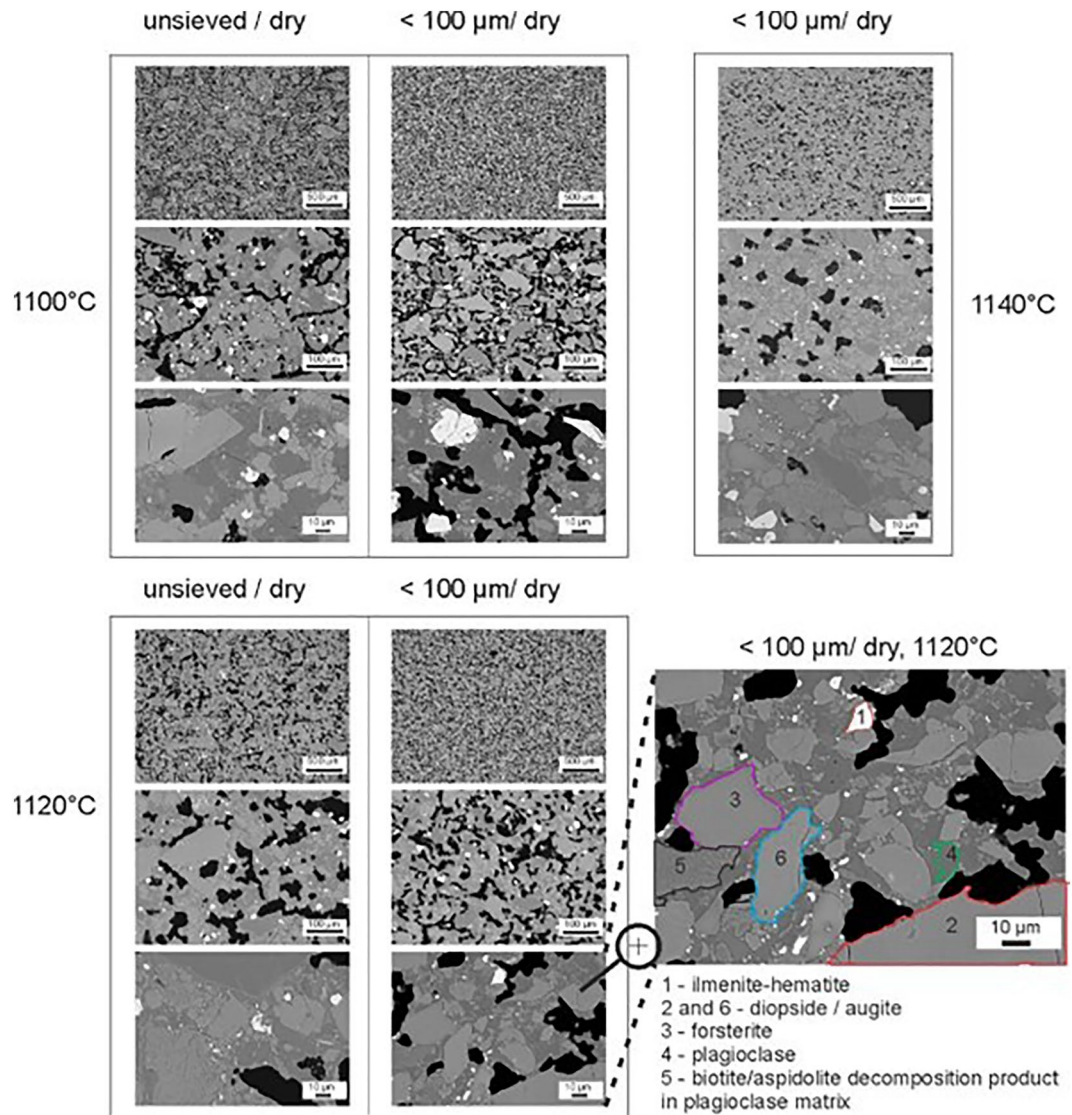 unsieved / dry
< 100 µm/ dry
< 100 µm/ dry
500 µm
500 µm
500 µm
1100°C
100 µm
100 µm
100 µm
1140°C
10 µm
10 µm
10 µm
unsieved / dry
< 100 µm/ dry
< 100 µm/ dry, 1120°C
500 µm
500 µm
1120°C
100 µm
100 µm
10 µm
10 µm
1
3
6
5
4
2
10 µm
1 - ilmenite-hematite
2 and 6 - diopside / augite
3 - forsterite
4 - plagioclase
5 - biotite/aspidolite decomposition product
in plagioclase matrix